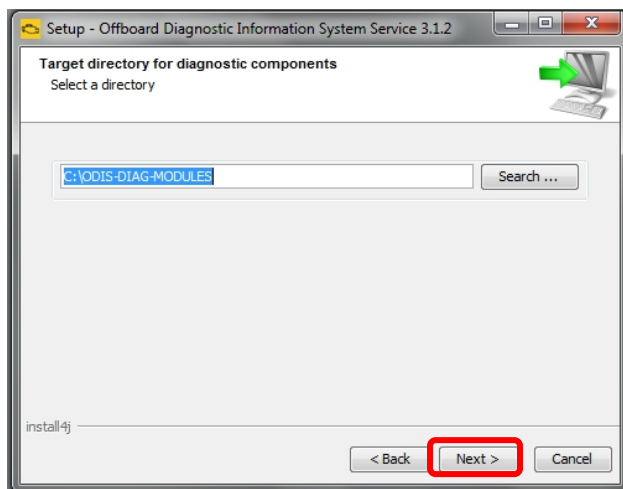 Setup - Offboard Diagnostic Information System Service 3.1.2
Target directory for diagnostic components
Select a directory
C:\ODIS-DIAG-MODULES
Search ...
install4j
< Back
Next >
Cancel